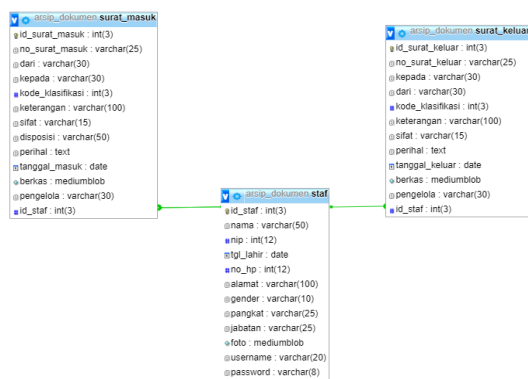 arsip_dokumen surat_masuk
id_surat_masuk : int(3)
no_surat_masuk : varchar(25)
dari : varchar(30)
kepada : varchar(30)
kode_klasifikasi : int(3)
keterangan : varchar(100)
sifat : varchar(15)
disposisi : varchar(50)
perihal : text
tanggal_masuk : date
berkas : mediumblob
pengelola : varchar(30)
id_staf : int(3)
arsip_dokumen surat_keluar
id_surat_keluar : int(3)
no_surat_keluar : varchar(25)
kepada : varchar(30)
dari : varchar(30)
kode_klasifikasi : int(3)
keterangan : varchar(100)
sifat : varchar(15)
perihal : text
tanggal_keluar : date
berkas : mediumblob
pengelola : varchar(30)
id_staf : int(3)
arsip_dokumen staf
id_staf : int(3)
nama : varchar(50)
nip : int(12)
tgl_lahir : date
no_hp : int(12)
alamat : varchar(100)
gender : varchar(10)
pangkat : varchar(25)
jabatan : varchar(25)
foto : mediumblob
username : varchar(20)
password : varchar(8)